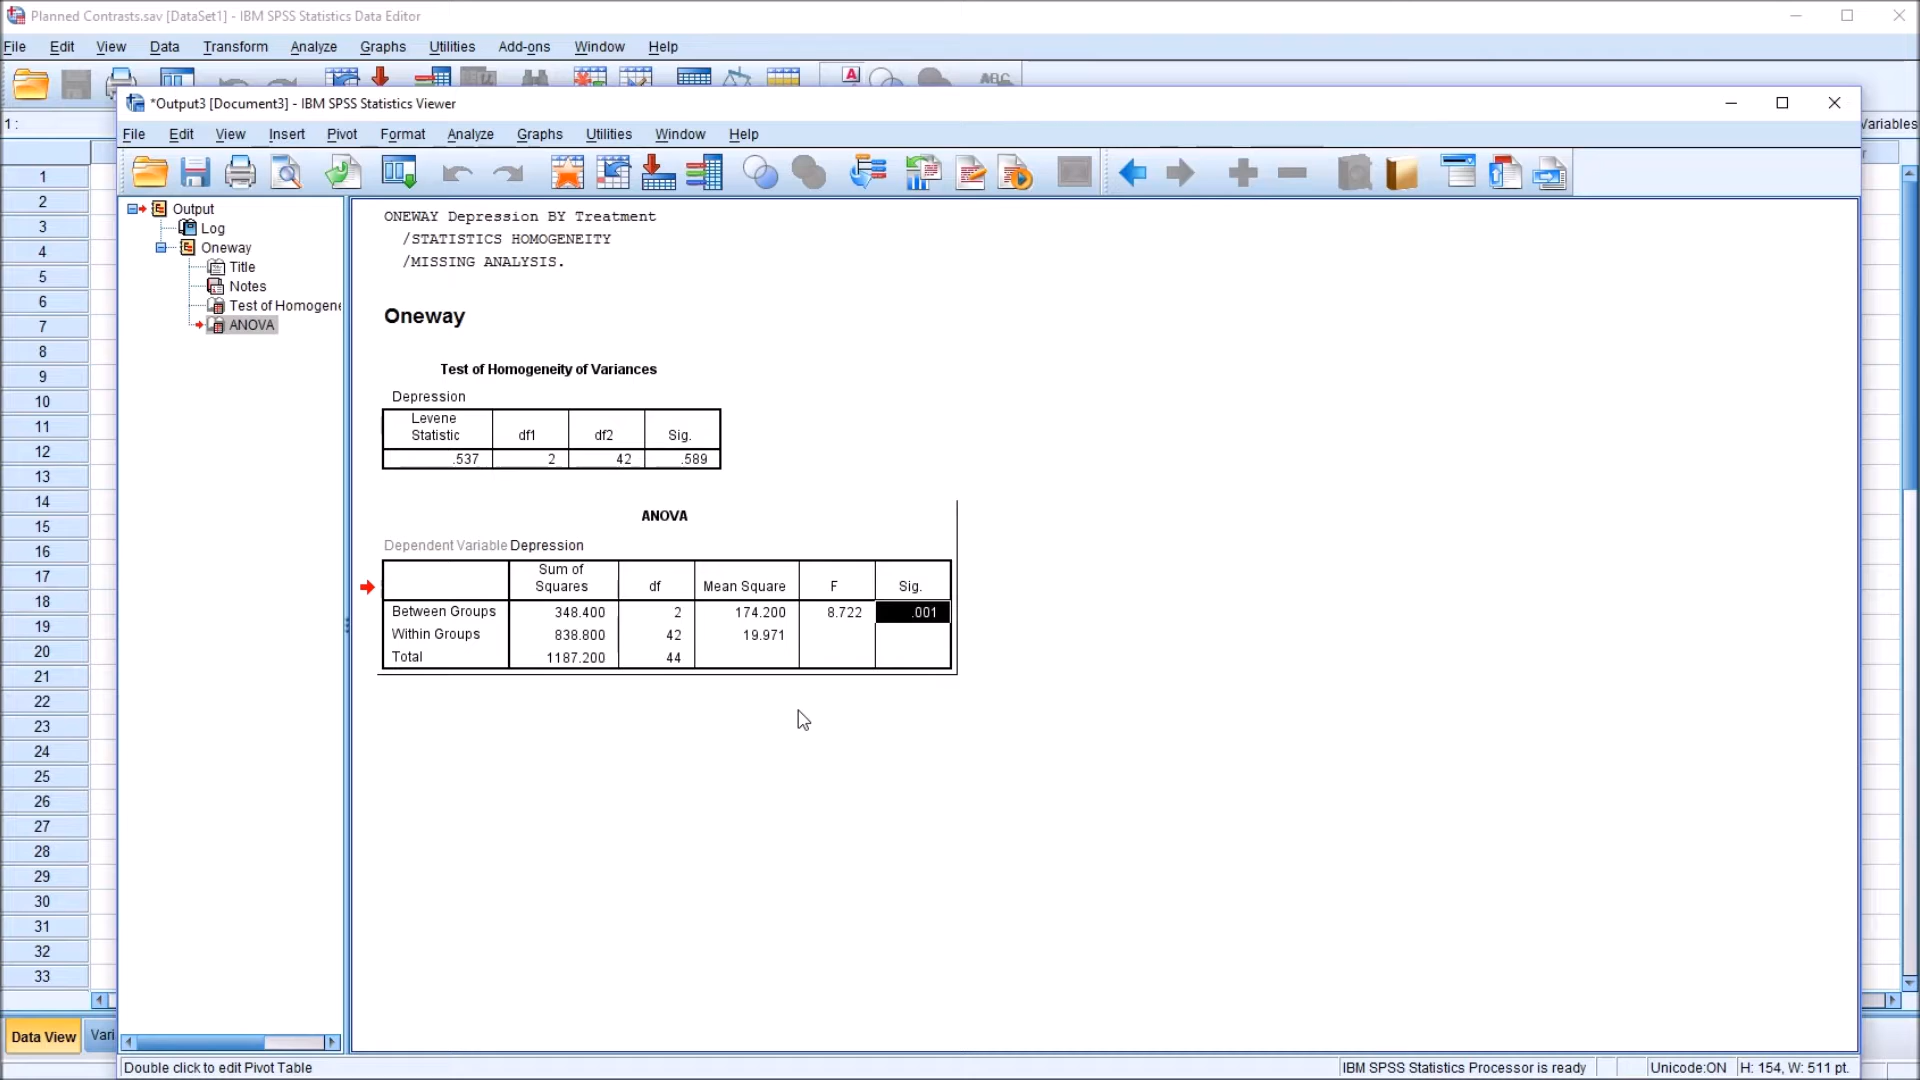 Planned Contrasts.sav [DataSet1] - IBM SPSS Statistics Data Editor
File Edit View Data Transform Analyze Graphs Utilities Add-ons Window Help
A ABC
*Output3 [Document3] - IBM SPSS Statistics Viewer
1 : Variables
File Edit View Insert Pivot Format Analyze Graphs Utilities Window Help
Output
Log
Oneway
Title
Notes
Test of Homogene
ANOVA
ONEWAY Depression BY Treatment
/STATISTICS HOMOGENEITY
/MISSING ANALYSIS.
Oneway
Test of Homogeneity of Variances
Depression
Levene Statistic df1 df2 Sig.
.537 2 42 .589
ANOVA
Dependent Variable Depression
Sum of Squares df Mean Square F Sig.
Between Groups 348.400 2 174.200 8.722 .001
Within Groups 838.800 42 19.971
Total 1187.200 44
1
2
3
4
5
6
7
8
9
10
11
12
13
14
15
16
17
18
19
20
21
22
23
24
25
26
27
28
29
30
31
32
33
Data View Vari
Double click to edit Pivot Table IBM SPSS Statistics Processor is ready Unicode:ON H: 154, W: 511 pt.